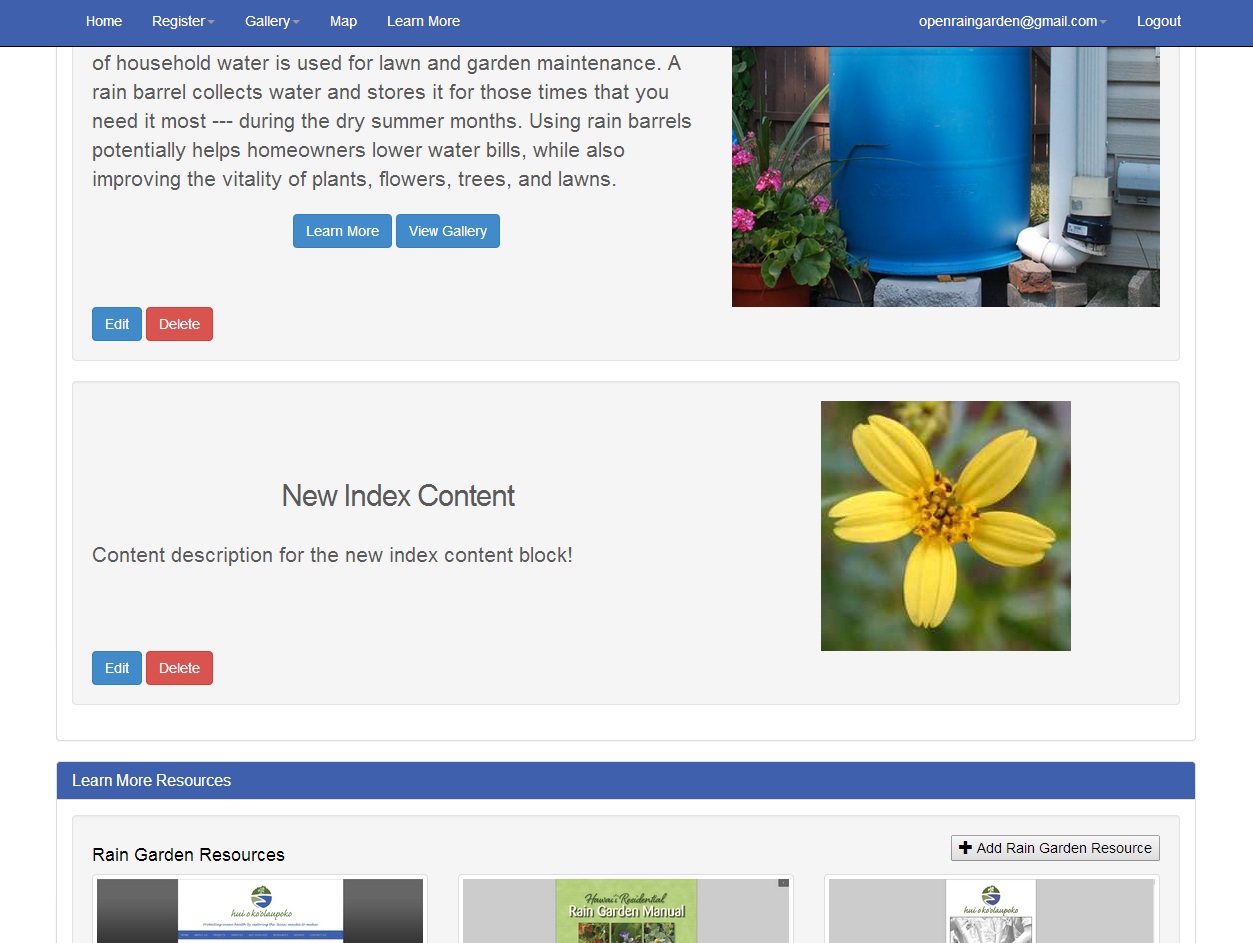 Home Register Gallery Map Learn More openraingarden@gmail.com Logout
of household water is used for lawn and garden maintenance. A
rain barrel collects water and stores it for those times that you
need it most --- during the dry summer months. Using rain barrels
potentially helps homeowners lower water bills, while also
improving the vitality of plants, flowers, trees, and lawns.
Learn More View Gallery
Edit Delete
New Index Content
Content description for the new index content block!
Edit Delete
Learn More Resources
Rain Garden Resources
Add Rain Garden Resource
hui o ko'olaupoko
Hawai'i Residential
Rain Garden Manual
hui o ko'olaupoko